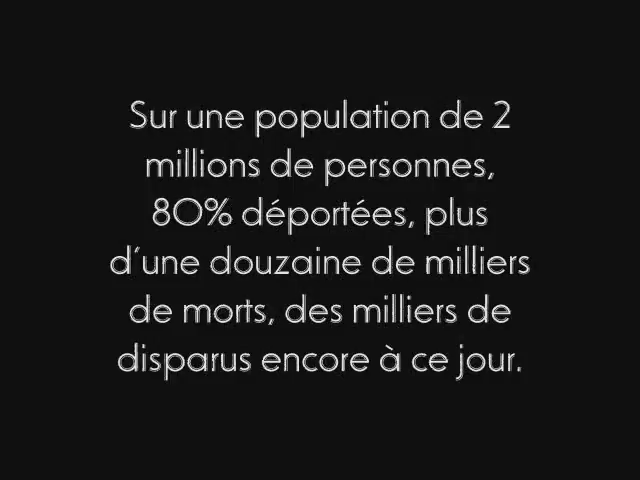 Sur une population de 2
millions de personnes,
80% déportées, plus
d'une douzaine de milliers
de morts, des milliers de
disparus encore à ce jour.